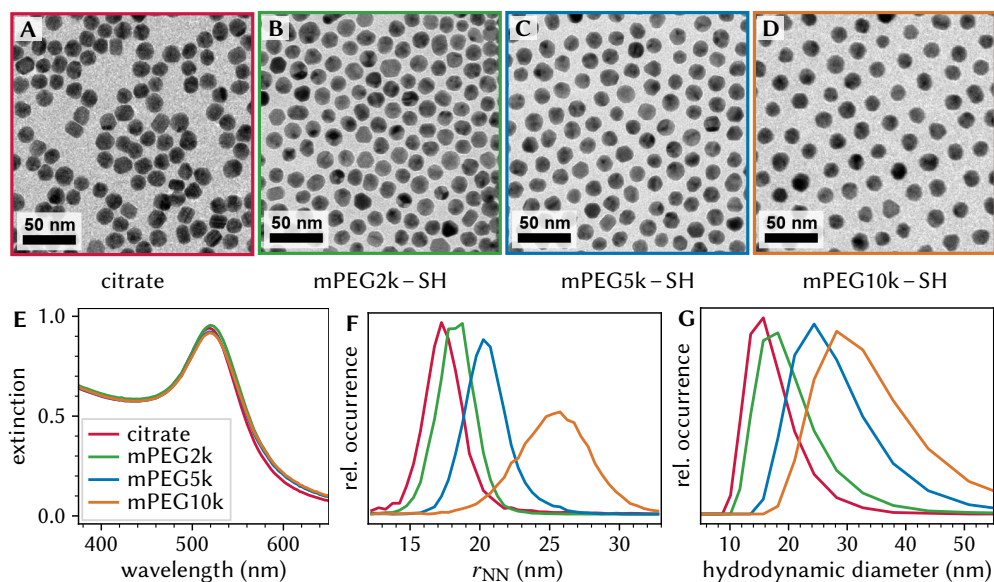 A B C D
50 nm 50 nm 50 nm 50 nm
citrate mPEG2k – SH mPEG5k – SH mPEG10k – SH
E
1.0
0.5
0.0
extinction
citrate
mPEG2k
mPEG5k
mPEG10k
400 500 600
wavelength (nm)
F
rel. occurrence
15 20 25 30
rNN (nm)
G
rel. occurrence
10 20 30 40 50
hydrodynamic diameter (nm)